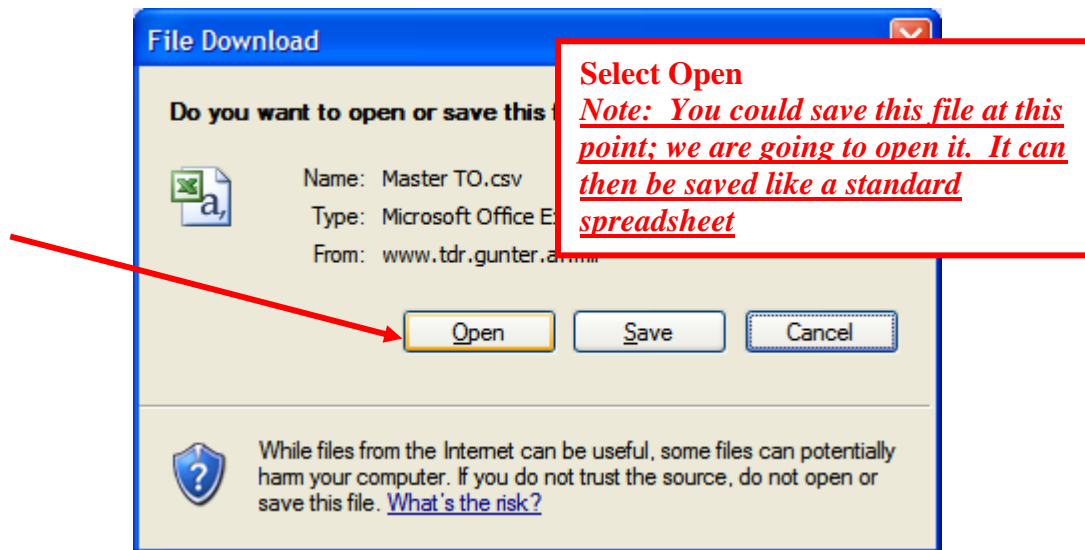 File Download
Select Open
Note: You could save this file at this
point; we are going to open it. It can
then be saved like a standard
spreadsheet
Do you want to open or save this
Name: Master TO.csv
Type: Microsoft Office
From: www.tdr.gunter.af.mil
Open Save Cancel
While files from the Internet can be useful, some files can potentially
harm your computer. If you do not trust the source, do not open or
save this file. What's the risk?